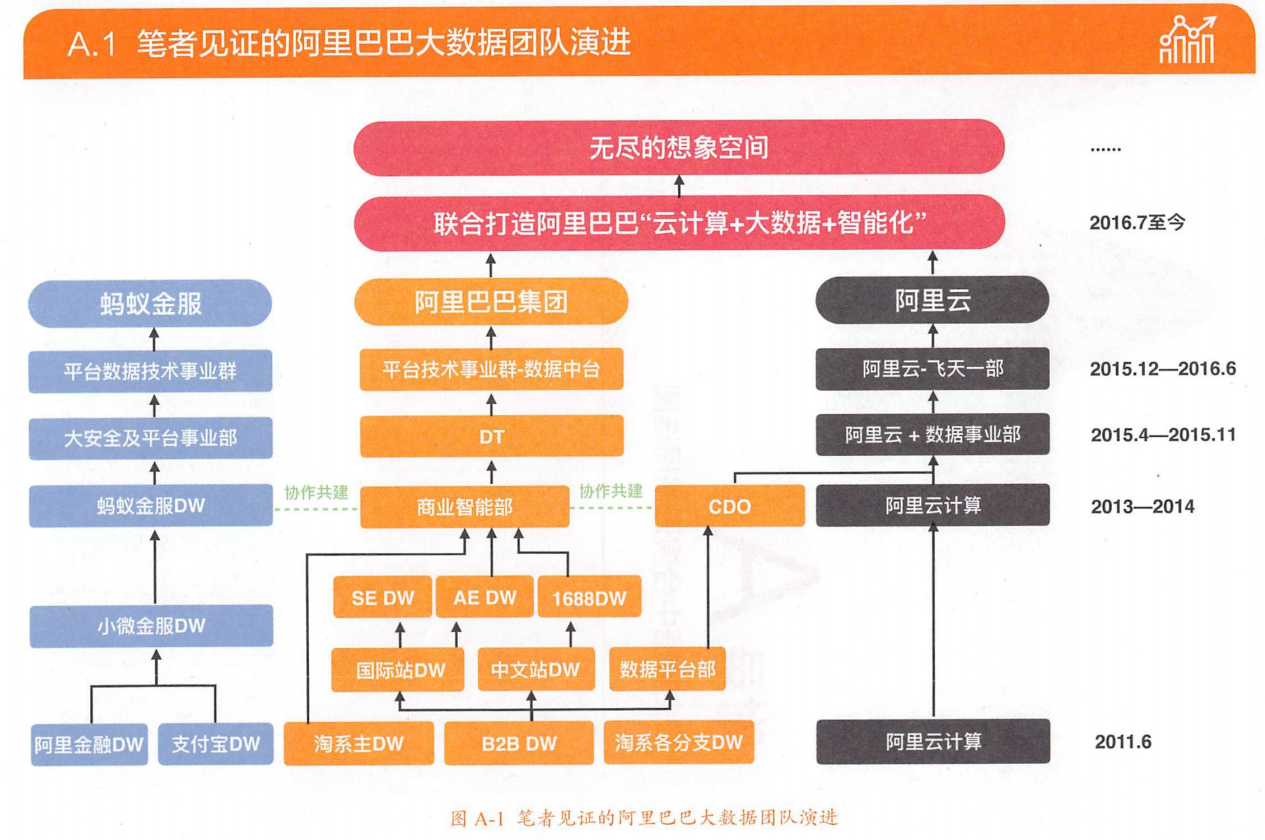 A.1 笔者见证的阿里巴巴大数据团队演进
无尽的想象空间
......
联合打造阿里巴巴“云计算+大数据+智能化”
2016.7至今
蚂蚁金服
阿里巴巴集团
阿里云
平台数据技术事业群
平台技术事业群-数据中台
阿里云-飞天一部
2015.12—2016.6
大安全及平台事业部
DT
阿里云 + 数据事业部
2015.4—2015.11
蚂蚁金服DW
协作共建
商业智能部
协作共建
CDO
阿里云计算
2013—2014
SE DW
AE DW
1688DW
小微金服DW
国际站DW
中文站DW
数据平台部
阿里金融DW
支付宝DW
淘系主DW
B2B DW
淘系各分支DW
阿里云计算
2011.6
图 A-1 笔者见证的阿里巴巴大数据团队演进